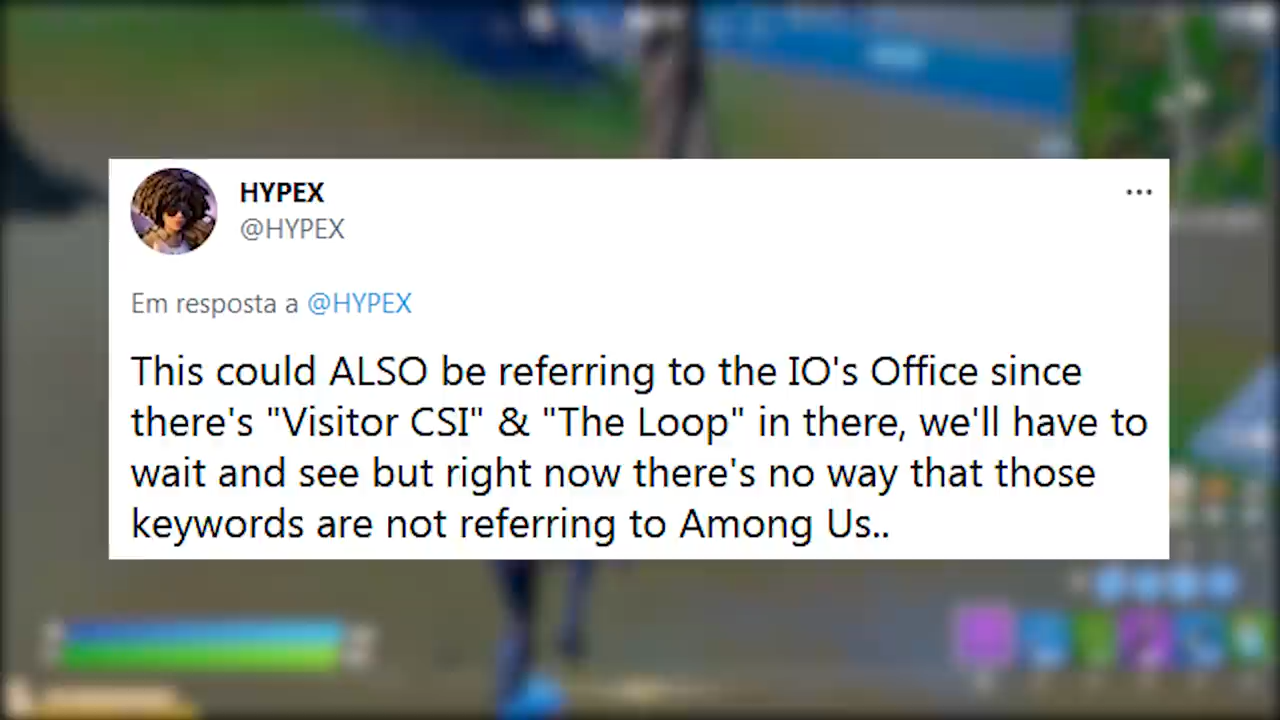 HYPEX
@HYPEX
Em resposta a @HYPEX
This could ALSO be referring to the IO's Office since
there's "Visitor CSI" & "The Loop" in there, we'll have to
wait and see but right now there's no way that those
keywords are not referring to Among Us..